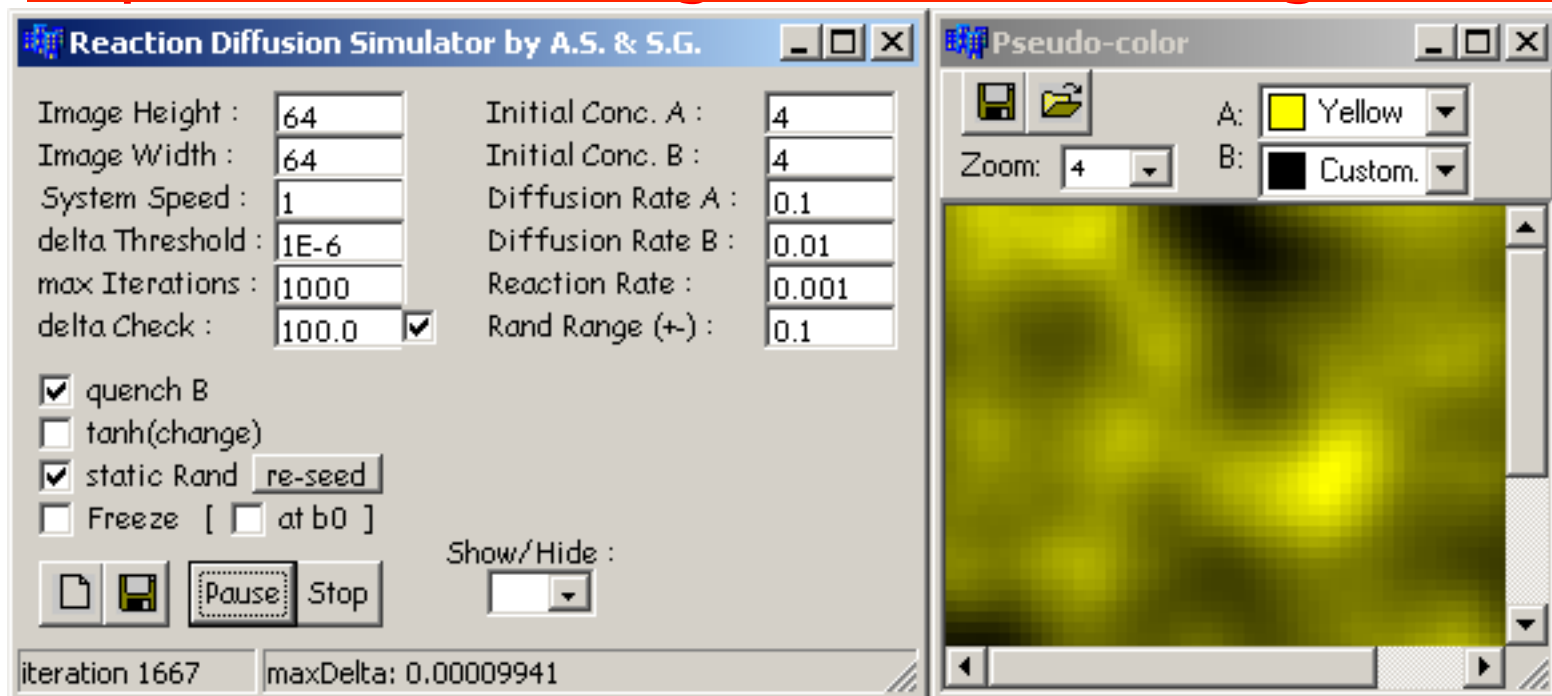 Reaction Diffusion Simulator by A.S. & S.G.
Image Height : 64
Image Width : 64
System Speed : 1
delta Threshold : 1E-6
max Iterations : 1000
delta Check : 100.0
Initial Conc. A : 4
Initial Conc. B : 4
Diffusion Rate A : 0.1
Diffusion Rate B : 0.01
Reaction Rate : 0.001
Rand Range (+-) : 0.1
quench B
tanh(change)
static Rand re-seed
Freeze [ at b0 ]
Show/Hide :
Pause Stop
iteration 1667 maxDelta: 0.00009941
Pseudo-color
A: Yellow
Zoom: 4 B: Custom.